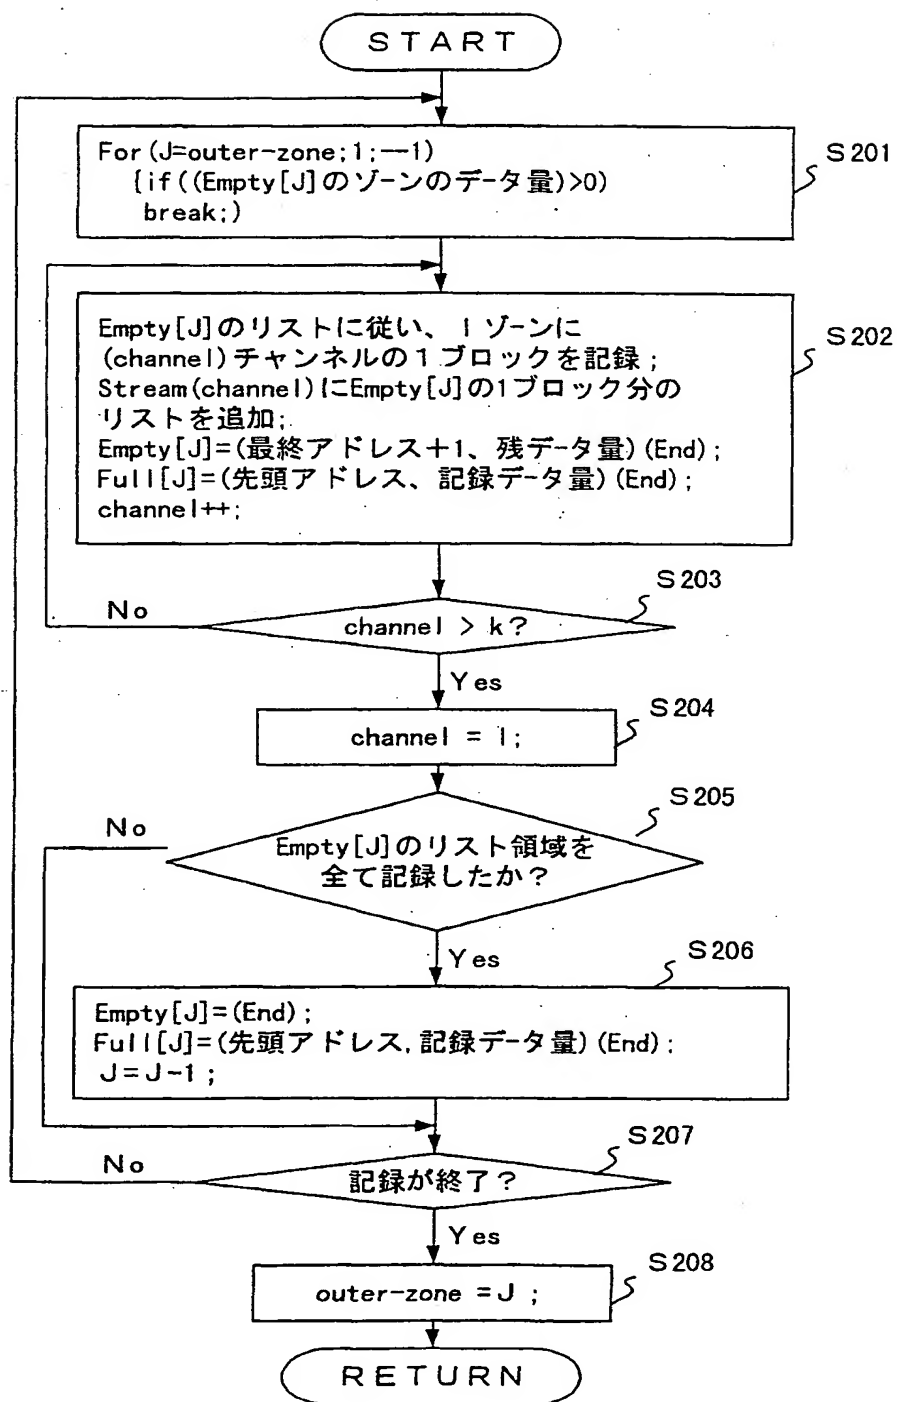 START
For(J=outer-zone;1;--1)
{if((Empty[J]のゾーンのデータ量)>0)
break;)
S201
Empty[J]のリストに従い、1ゾーンに
(channel)チャンネルの1ブロックを記録;
Stream(channel)にEmpty[J]の1ブロック分の
リストを追加;
Empty[J]=(最終アドレス+1、残データ量)(End);
Full[J]=(先頭アドレス、記録データ量)(End);
channel++;
S202
channel > k?
S203
No
Yes
channel = 1;
S204
Empty[J]のリスト領域を
全て記録したか?
S205
No
Yes
Empty[J]=(End);
Full[J]=(先頭アドレス,記録データ量)(End);
J=J-1;
S206
記録が終了?
S207
No
Yes
outer-zone =J ;
S208
RETURN